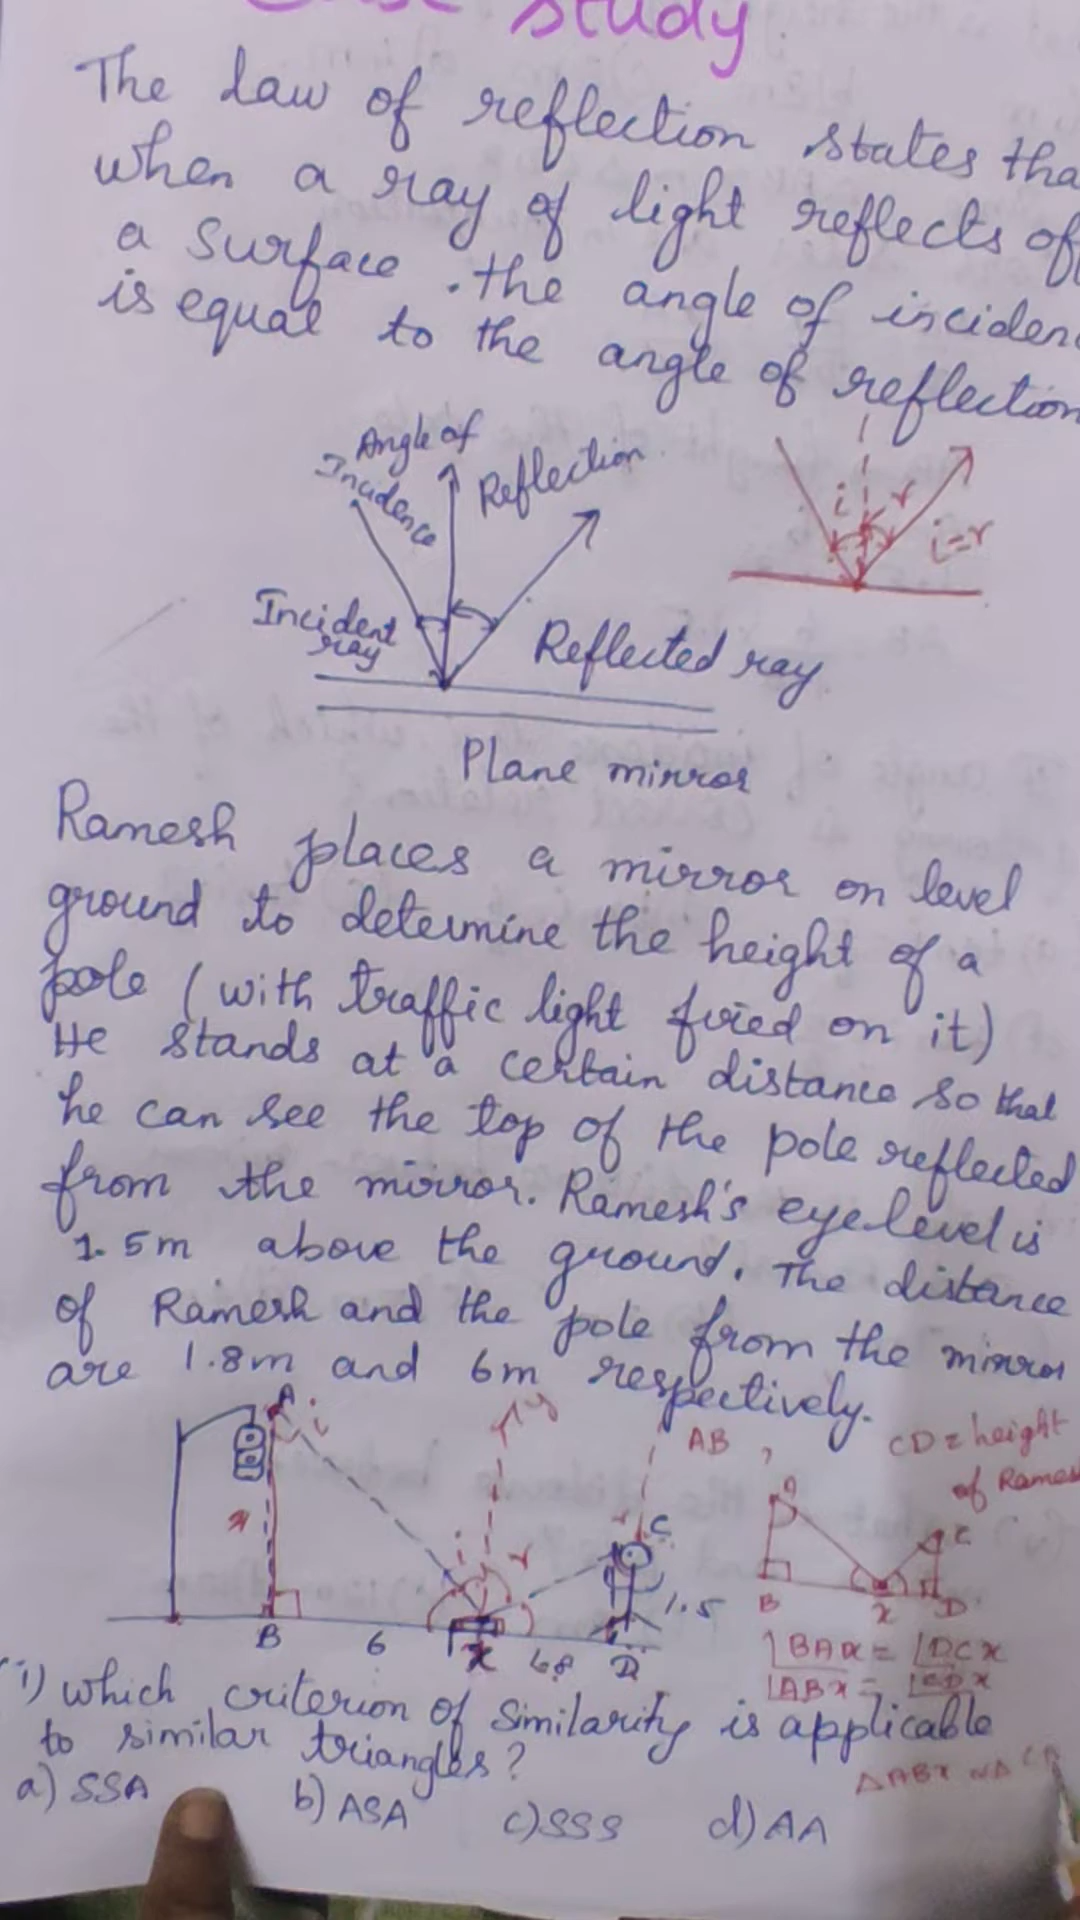 Case study
The law of reflection states tha
when a ray of light reflects of
a surface. the angle of inciden
is equal to the angle of reflection
Angle of
Incidence
Reflection
i r
i=r
Incident
ray
Reflected ray
Plane mirror
Ramesh places a mirror on level
ground to determine the height of a
pole (with traffic light fixed on it)
He stands at a certain distance so that
he can see the top of the pole reflected
from the mirror. Ramesh's eye level is
1.5m above the ground. The distance
of Ramesh and the pole from the mirror
are 1.8m and 6m respectively.
A i
AB,
CD = height
of Rames
C
A
C
i r
1.5
B x D
B 6 x 1.8 D
∠BAx = ∠DCx
∠ABx = ∠CDx
(i) which criterion of Similarity is applicable
to similar triangles?
ΔABx ~Δ
a) SSA b) ASA c) SSS d) AA